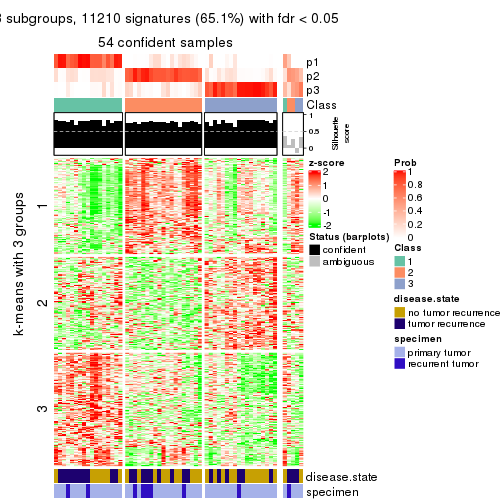 3 subgroups, 11210 signatures (65.1%) with fdr < 0.05
54 confident samples
p1
p2
p3
Class
1
0.5
0
Silhouette
score
k-means with 3 groups
1
2
3
disease.state
specimen
z-score
2
1
0
-1
-2
Status (barplots)
confident
ambiguous
Prob
1
0.8
0.6
0.4
0.2
0
Class
1
2
3
disease.state
no tumor recurrence
tumor recurrence
specimen
primary tumor
recurrent tumor